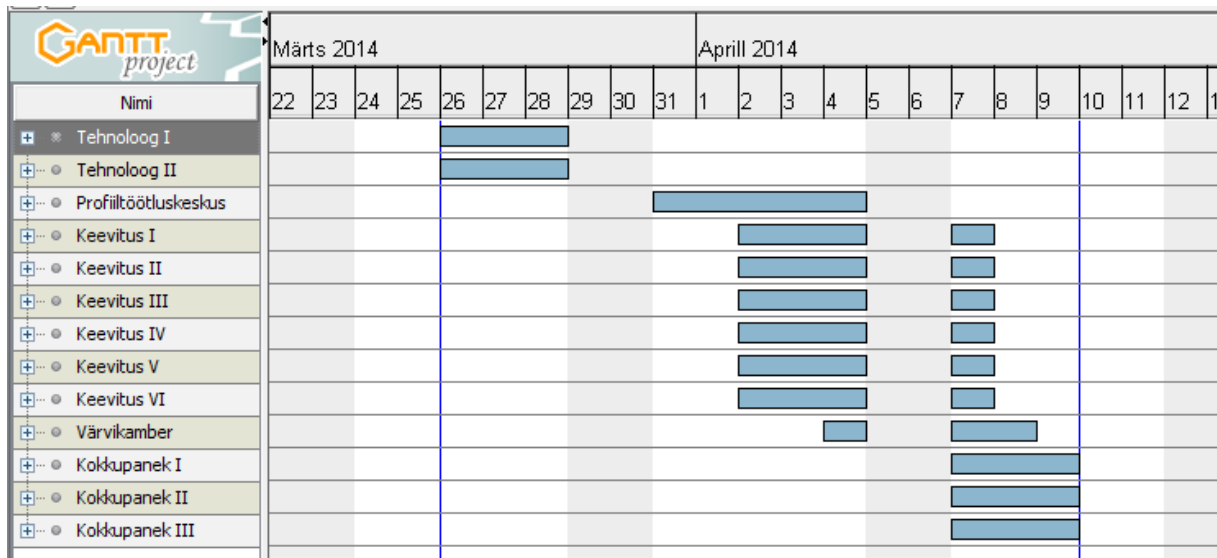 GANTT
project
Märts 2014
Aprill 2014
Nimi
22 23 24 25 26 27 28 29 30 31 1 2 3 4 5 6 7 8 9 10 11 12
Tehnoloog I
Tehnoloog II
Profiiltöötluskeskus
Keevitus I
Keevitus II
Keevitus III
Keevitus IV
Keevitus V
Keevitus VI
Värvikamber
Kokkupanek I
Kokkupanek II
Kokkupanek III